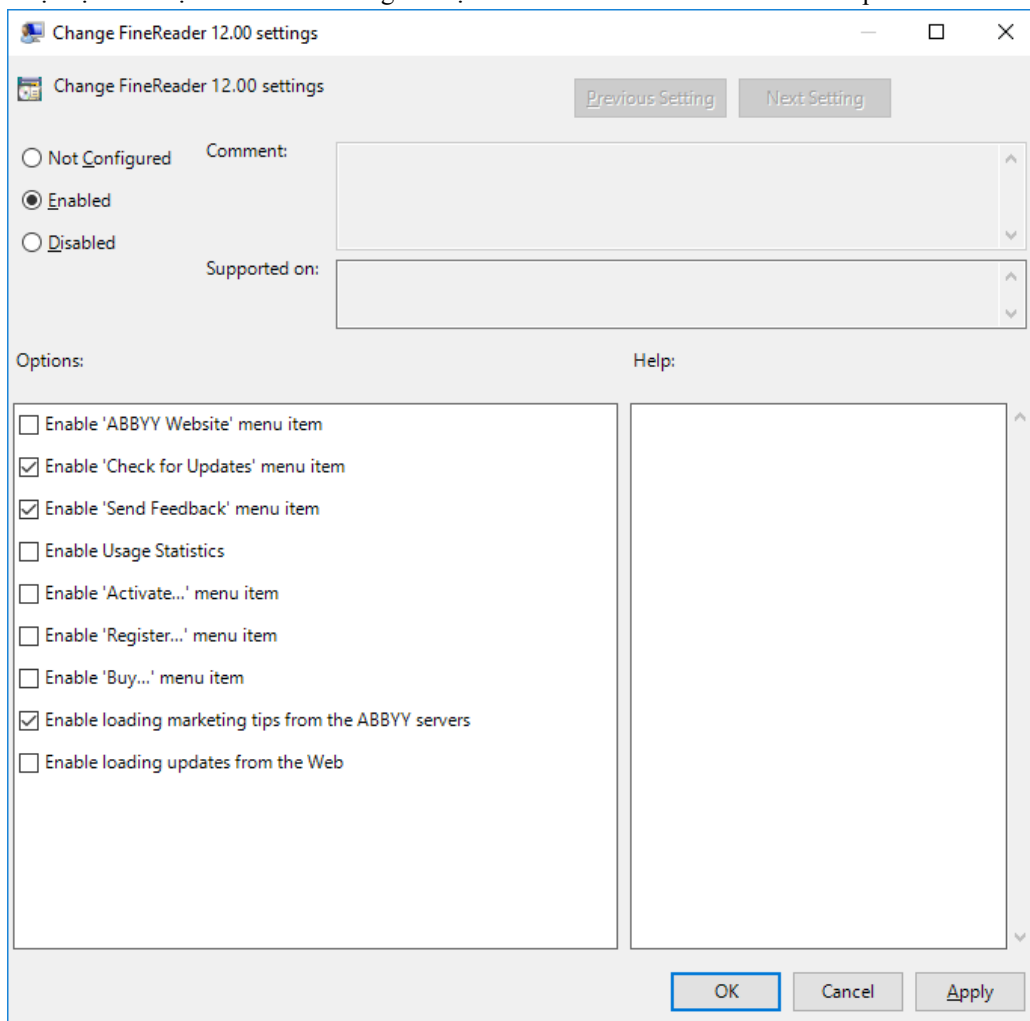 Change FineReader 12.00 settings
Change FineReader 12.00 settings
Previous Setting
Next Setting
Not Configured
Comment:
Enabled
Disabled
Supported on:
Options:
Help:
Enable 'ABBYY Website' menu item
Enable 'Check for Updates' menu item
Enable 'Send Feedback' menu item
Enable Usage Statistics
Enable 'Activate...' menu item
Enable 'Register...' menu item
Enable 'Buy...' menu item
Enable loading marketing tips from the ABBYY servers
Enable loading updates from the Web
OK
Cancel
Apply